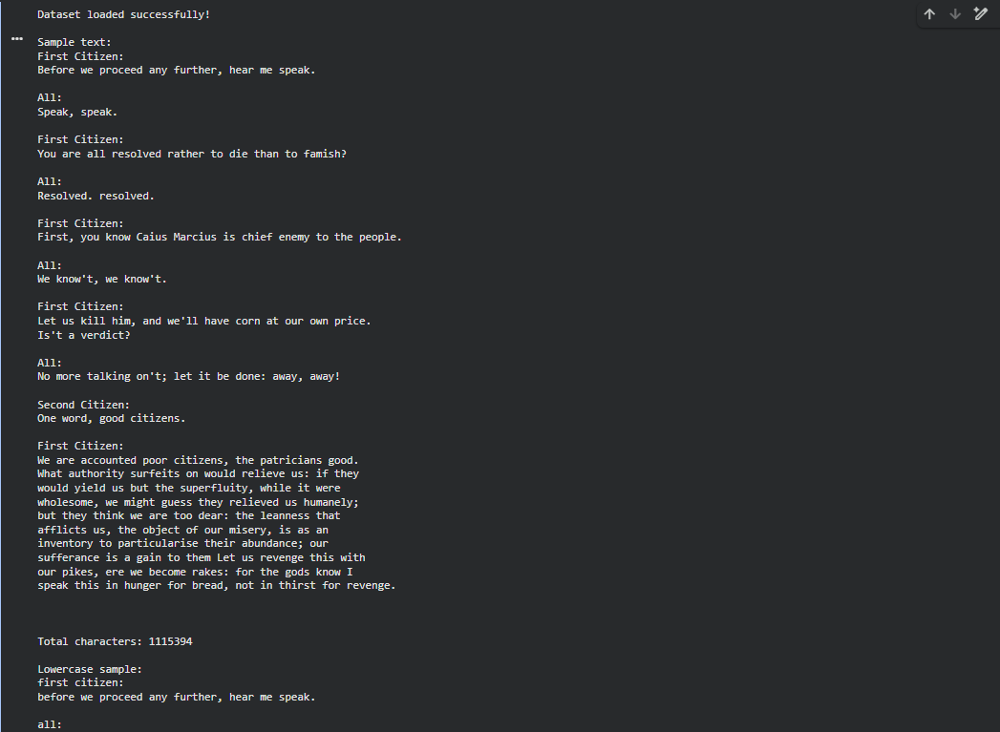 Dataset loaded successfully!
Sample text:
First Citizen:
Before we proceed any further, hear me speak.
All:
Speak, speak.
First Citizen:
You are all resolved rather to die than to famish?
All:
Resolved. resolved.
First Citizen:
First, you know Caius Marcius is chief enemy to the people.
All:
We know't, we know't.
First Citizen:
Let us kill him, and we'll have corn at our own price.
Is't a verdict?
All:
No more talking on't; let it be done: away, away!
Second Citizen:
One word, good citizens.
First Citizen:
We are accounted poor citizens, the patricians good.
What authority surfeits on would relieve us: if they
would yield us but the superfluity, while it were
wholesome, we might guess they relieved us humanely;
but they think we are too dear: the leanness that
afflicts us, the object of our misery, is as an
inventory to particularise their abundance; our
sufferance is a gain to them Let us revenge this with
our pikes, ere we become rakes: for the gods know I
speak this in hunger for bread, not in thirst for revenge.
Total characters: 1115394
Lowercase sample:
first citizen:
before we proceed any further, hear me speak.
all: